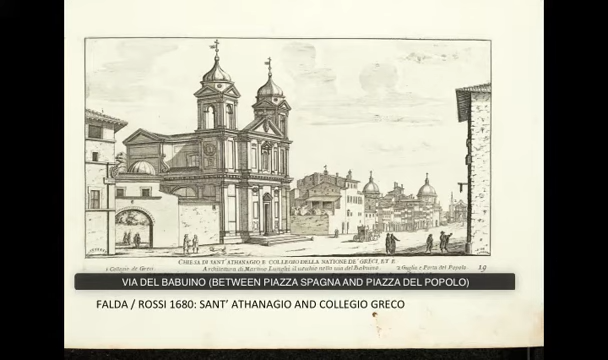 CHIESA DI SANT' ATHANAGIO E COLLEGIO DELLA NATIONE DE' GRECI, ET P.
1 Collegio de Greci Architettura di Martino Lunghi il uechio nella uia del Babuino 2 Guglia e Porta del Popolo 19
VIA DEL BABUINO (BETWEEN PIAZZA SPAGNA AND PIAZZA DEL POPOLO)
FALDA / ROSSI 1680: SANT' ATHANAGIO AND COLLEGIO GRECO